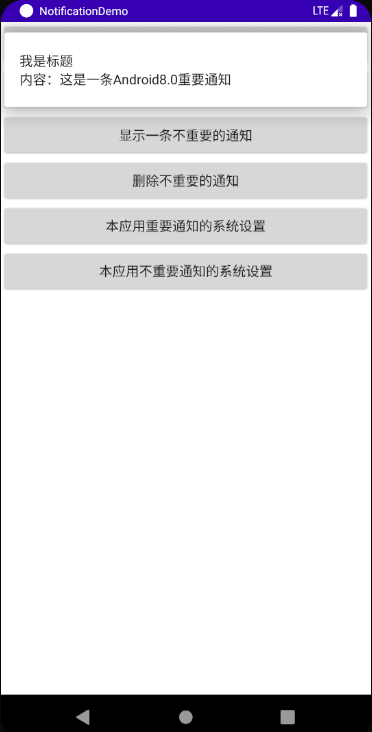 NotificationDemo
LTE
我是标题
内容：这是一条Android8.0重要通知
显示一条不重要的通知
删除不重要的通知
本应用重要通知的系统设置
本应用不重要通知的系统设置